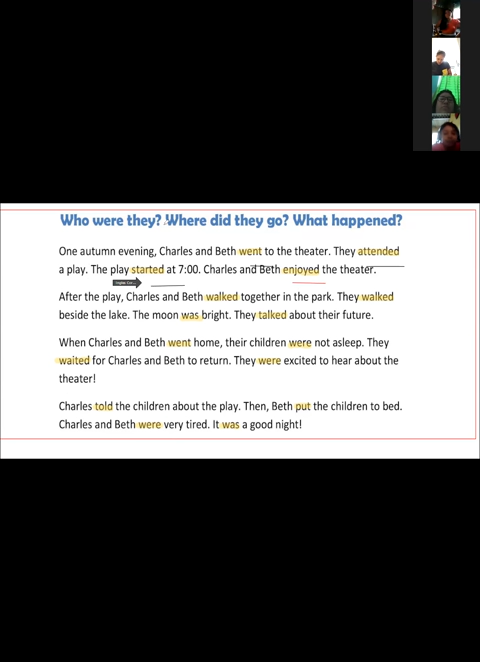 Who were they? Where did they go? What happened?
One autumn evening, Charles and Beth went to the theater. They attended
a play. The play started at 7:00. Charles and Beth enjoyed the theater.
After the play, Charles and Beth walked together in the park. They walked
beside the lake. The moon was bright. They talked about their future.
When Charles and Beth went home, their children were not asleep. They
waited for Charles and Beth to return. They were excited to hear about the
theater!
Charles told the children about the play. Then, Beth put the children to bed.
Charles and Beth were very tired. It was a good night!